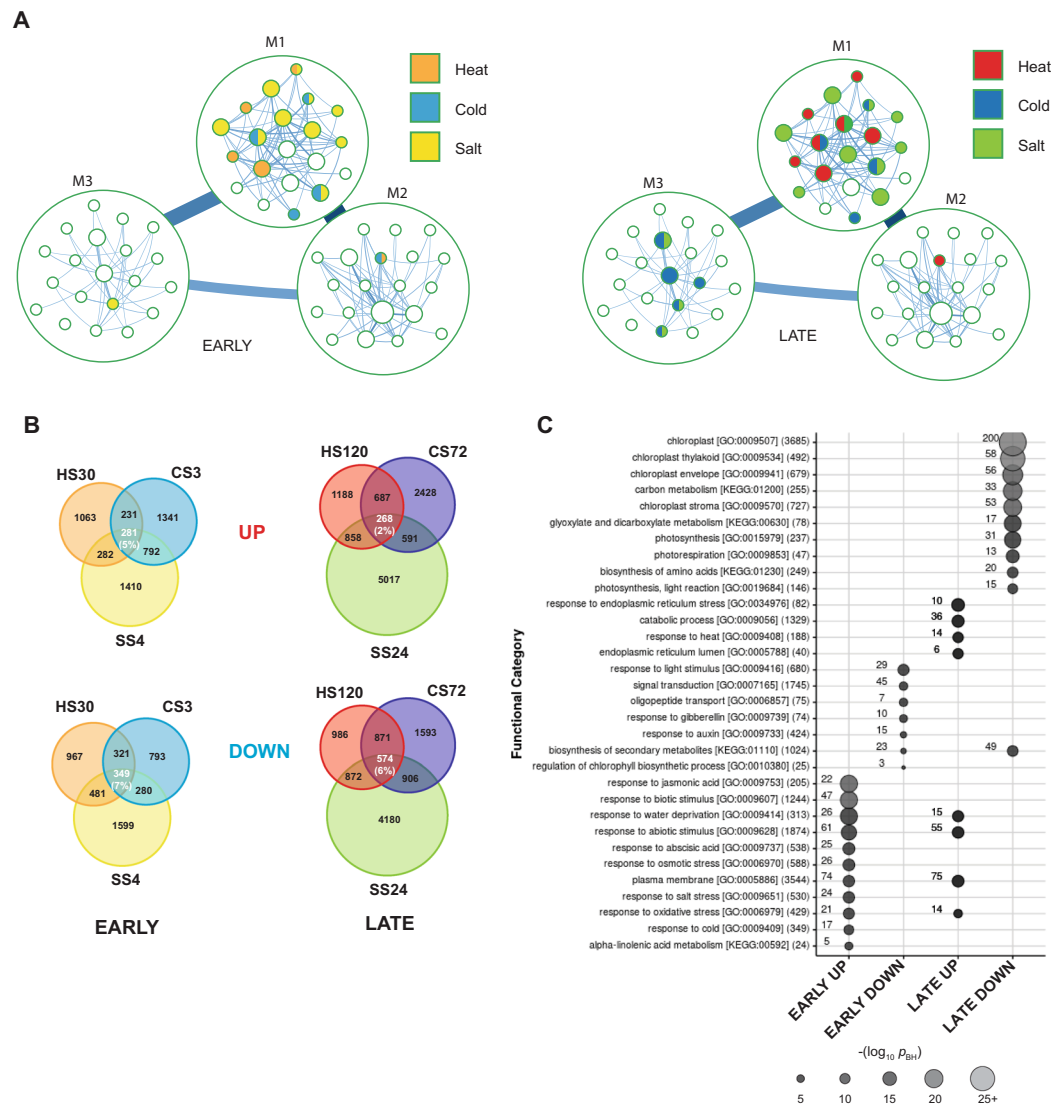 A
M1
Heat
Cold
Salt
M3
M2
EARLY
M1
Heat
Cold
Salt
M3
M2
LATE
B
HS30
CS3
1063
231
1341
281
(5%)
282
792
1410
SS4
UP
HS120
CS72
1188
687
2428
268
(2%)
858
591
5017
SS24
HS30
CS3
967
321
793
349
(7%)
481
280
1599
SS4
DOWN
HS120
CS72
986
871
1593
574
(6%)
872
906
4180
SS24
EARLY
LATE
C
Functional Category
chloroplast [GO:0009507] (3685) 200
chloroplast thylakoid [GO:0009534] (492) 58
chloroplast envelope [GO:0009941] (679) 56
carbon metabolism [KEGG:01200] (255) 33
chloroplast stroma [GO:0009570] (727) 53
glyoxylate and dicarboxylate metabolism [KEGG:00630] (78) 17
photosynthesis [GO:0015979] (237) 31
photorespiration [GO:0009853] (47) 13
biosynthesis of amino acids [KEGG:01230] (249) 20
photosynthesis, light reaction [GO:0019684] (146) 15
response to endoplasmic reticulum stress [GO:0034976] (82) 10
catabolic process [GO:0009056] (1329) 36
response to heat [GO:0009408] (188) 14
endoplasmic reticulum lumen [GO:0005788] (40) 6
response to light stimulus [GO:0009416] (680) 29
signal transduction [GO:0007165] (1745) 45
oligopeptide transport [GO:0006857] (75) 7
response to gibberellin [GO:0009739] (74) 10
response to auxin [GO:0009733] (424) 15
biosynthesis of secondary metabolites [KEGG:01110] (1024) 23 49
regulation of chlorophyll biosynthetic process [GO:0010380] (25) 3
response to jasmonic acid [GO:0009753] (205) 22
response to biotic stimulus [GO:0009607] (1244) 47
response to water deprivation [GO:0009414] (313) 26 15
response to abiotic stimulus [GO:0009628] (1874) 61 55
response to abscisic acid [GO:0009737] (538) 25
response to osmotic stress [GO:0006970] (588) 26
plasma membrane [GO:0005886] (3544) 74 75
response to salt stress [GO:0009651] (530) 24
response to oxidative stress [GO:0006979] (429) 21 14
response to cold [GO:0009409] (349) 17
alpha-linolenic acid metabolism [KEGG:00592] (24) 5
EARLY UP
EARLY DOWN
LATE UP
LATE DOWN
-(log10 pBH)
5 10 15 20 25+